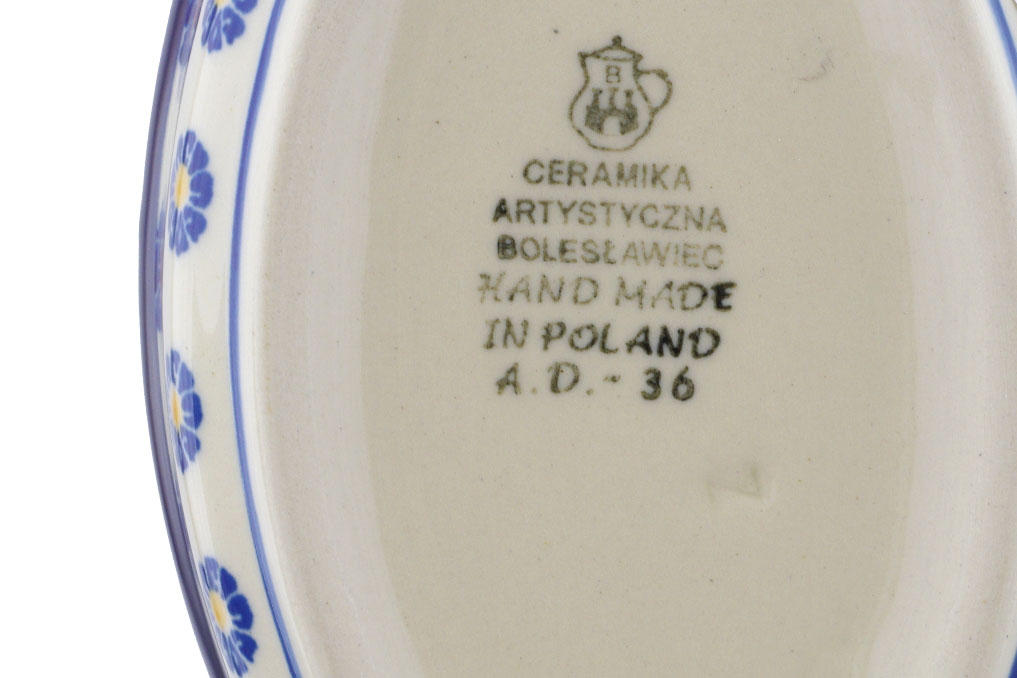 B
CERAMIKA
ARTYSTYCZNA
BOLESŁAWIEC
HAND MADE
IN POLAND
A.D.- 36